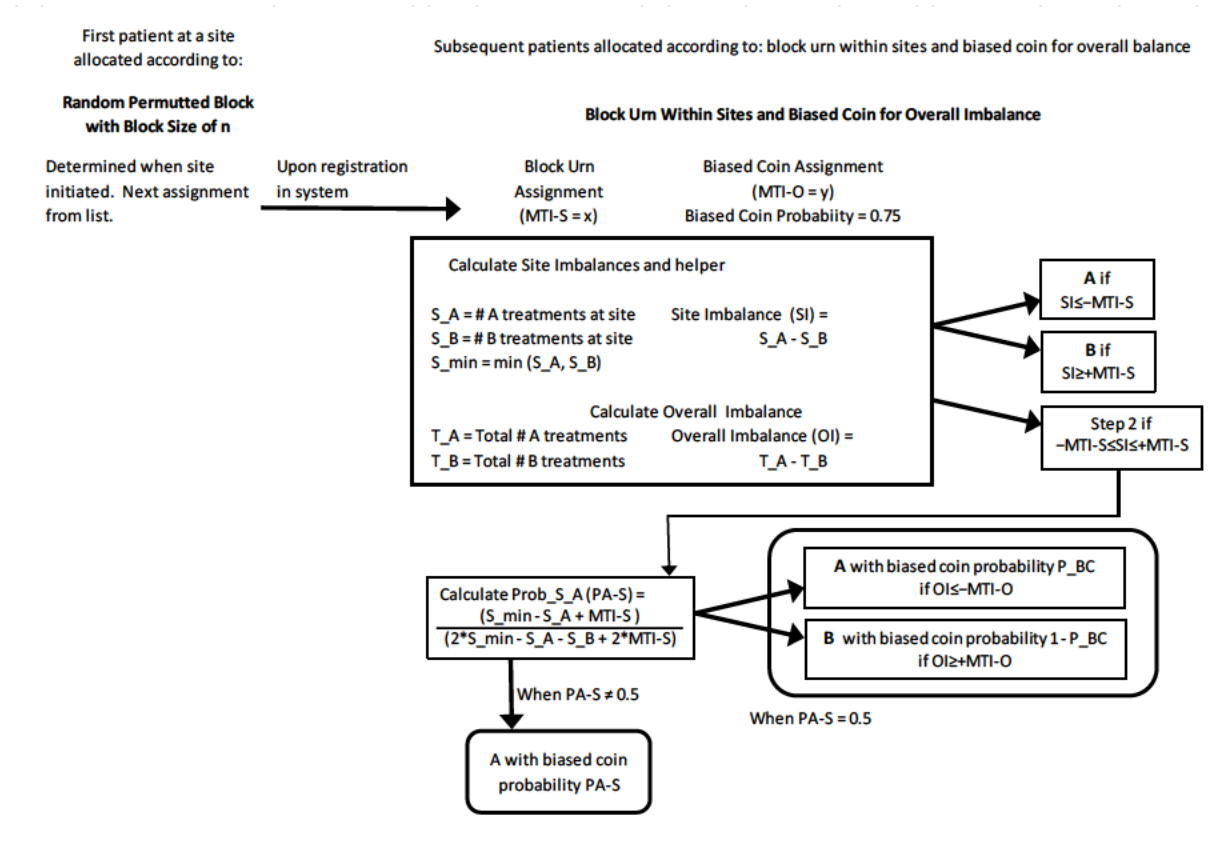 First patient at a site
allocated according to:
Subsequent patients allocated according to: block urn within sites and biased coin for overall balance
Random Permutted Block
with Block Size of n
Block Urn Within Sites and Biased Coin for Overall Imbalance
Determined when site
initiated. Next assignment
from list.
Upon registration
in system
Block Urn
Assignment
(MTI-S = x)
Biased Coin Assignment
(MTI-O = y)
Biased Coin Probabiity = 0.75
Calculate Site Imbalances and helper
S_A = # A treatments at site
S_B = # B treatments at site
S_min = min (S_A, S_B)
Site Imbalance (SI) =
S_A - S_B
Calculate Overall Imbalance
T_A = Total # A treatments
T_B = Total # B treatments
Overall Imbalance (OI) =
T_A - T_B
A if
SI≤−MTI-S
B if
SI≥+MTI-S
Step 2 if
−MTI-S≤SI≤+MTI-S
Calculate Prob_S_A (PA-S) =
(S_min - S_A + MTI-S )
(2*S_min - S_A - S_B + 2*MTI-S)
A with biased coin probability P_BC
if OI≤−MTI-O
B with biased coin probability 1- P_BC
if OI≥+MTI-O
When PA-S ≠ 0.5
When PA-S = 0.5
A with biased coin
probability PA-S